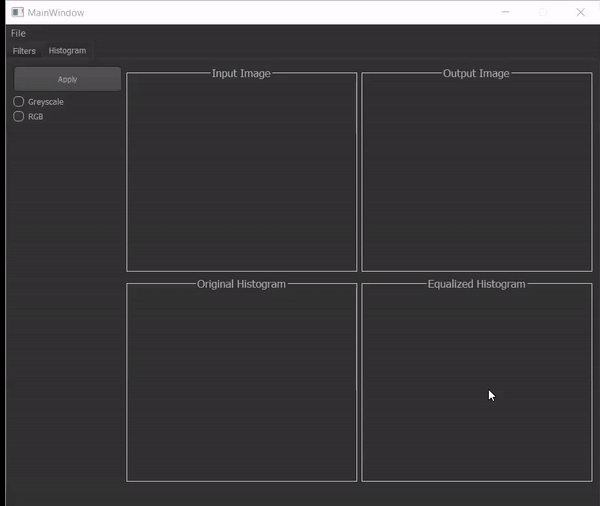 MainWindow
File
Filters Histogram
Apply
Greyscale
RGB
Input Image
Output Image
Original Histogram
Equalized Histogram